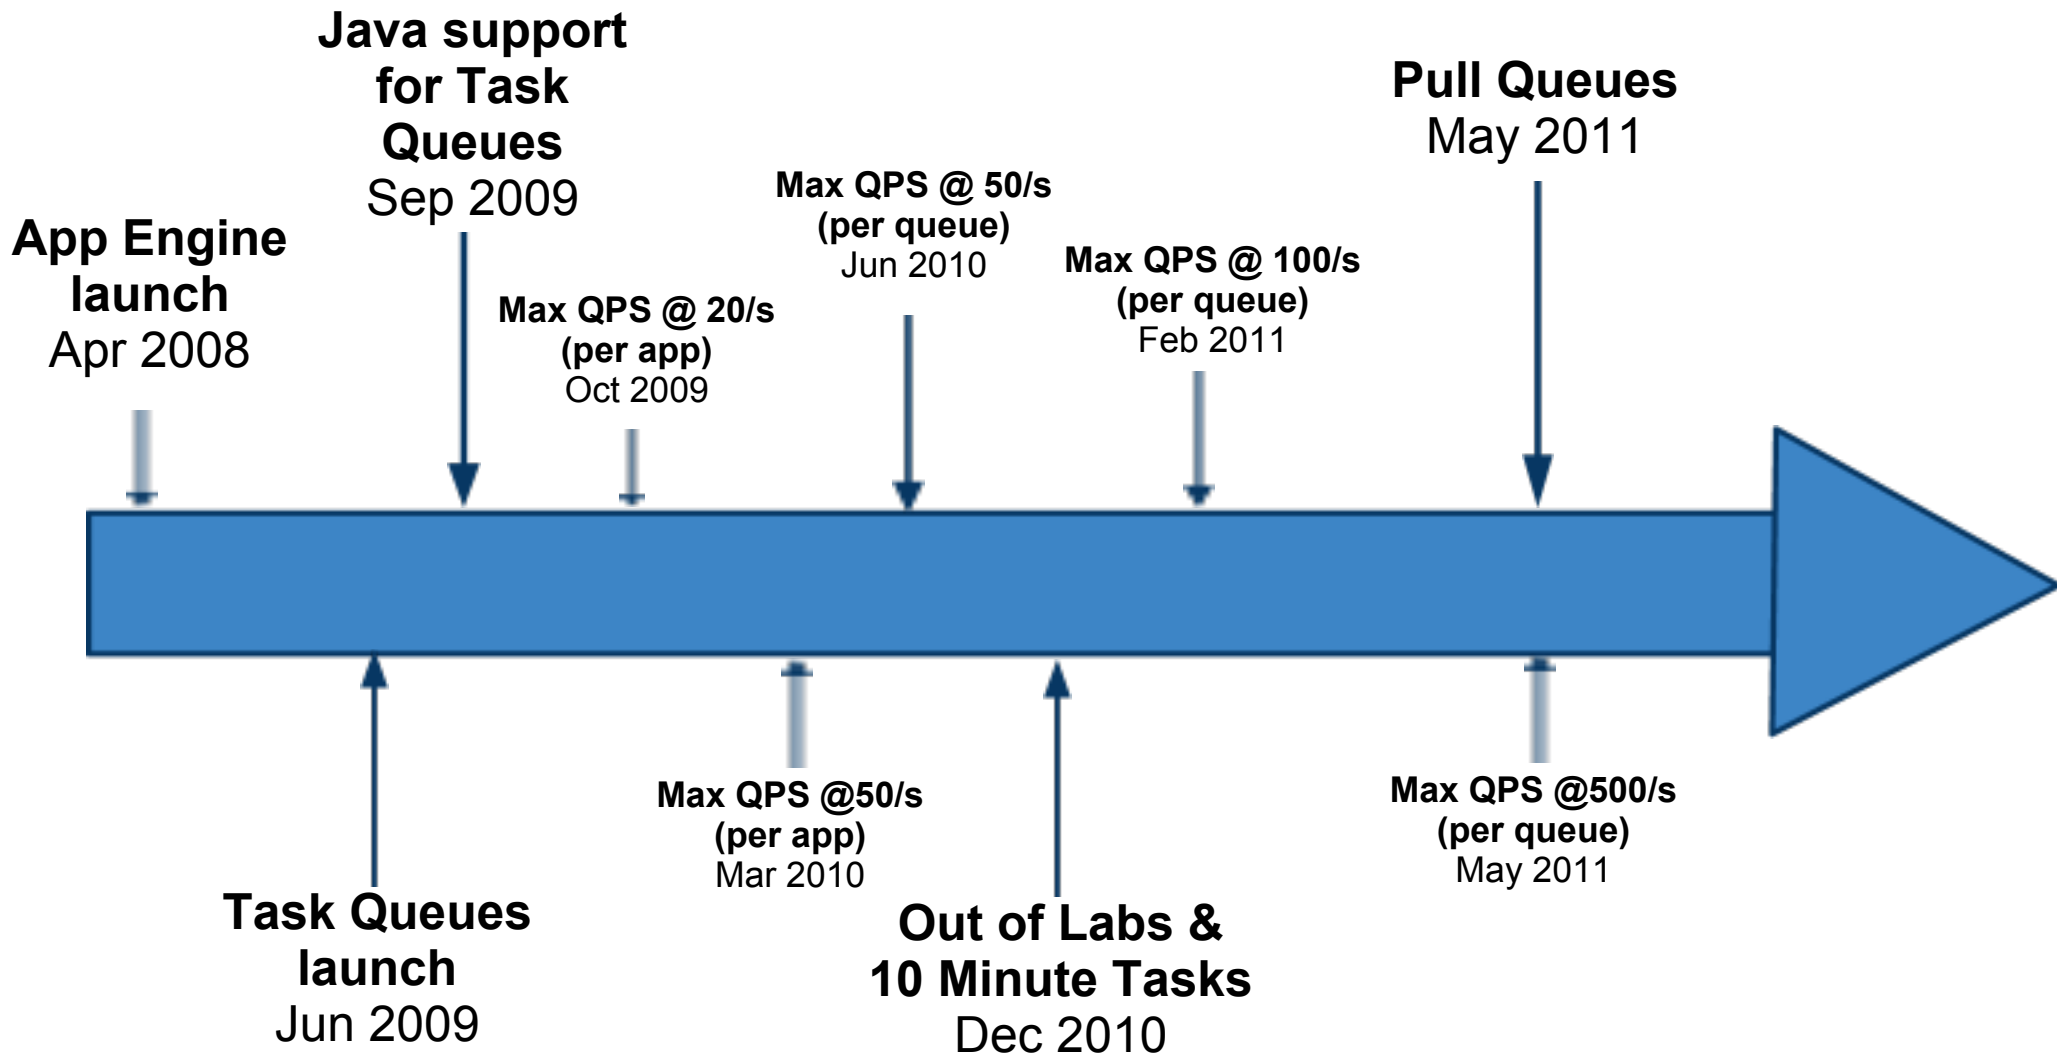 App Engine
launch
Apr 2008
Java support
for Task
Queues
Sep 2009
Max QPS @ 20/s
(per app)
Oct 2009
Max QPS @ 50/s
(per queue)
Jun 2010
Max QPS @ 100/s
(per queue)
Feb 2011
Pull Queues
May 2011
Task Queues
launch
Jun 2009
Max QPS @50/s
(per app)
Mar 2010
Out of Labs &
10 Minute Tasks
Dec 2010
Max QPS @500/s
(per queue)
May 2011